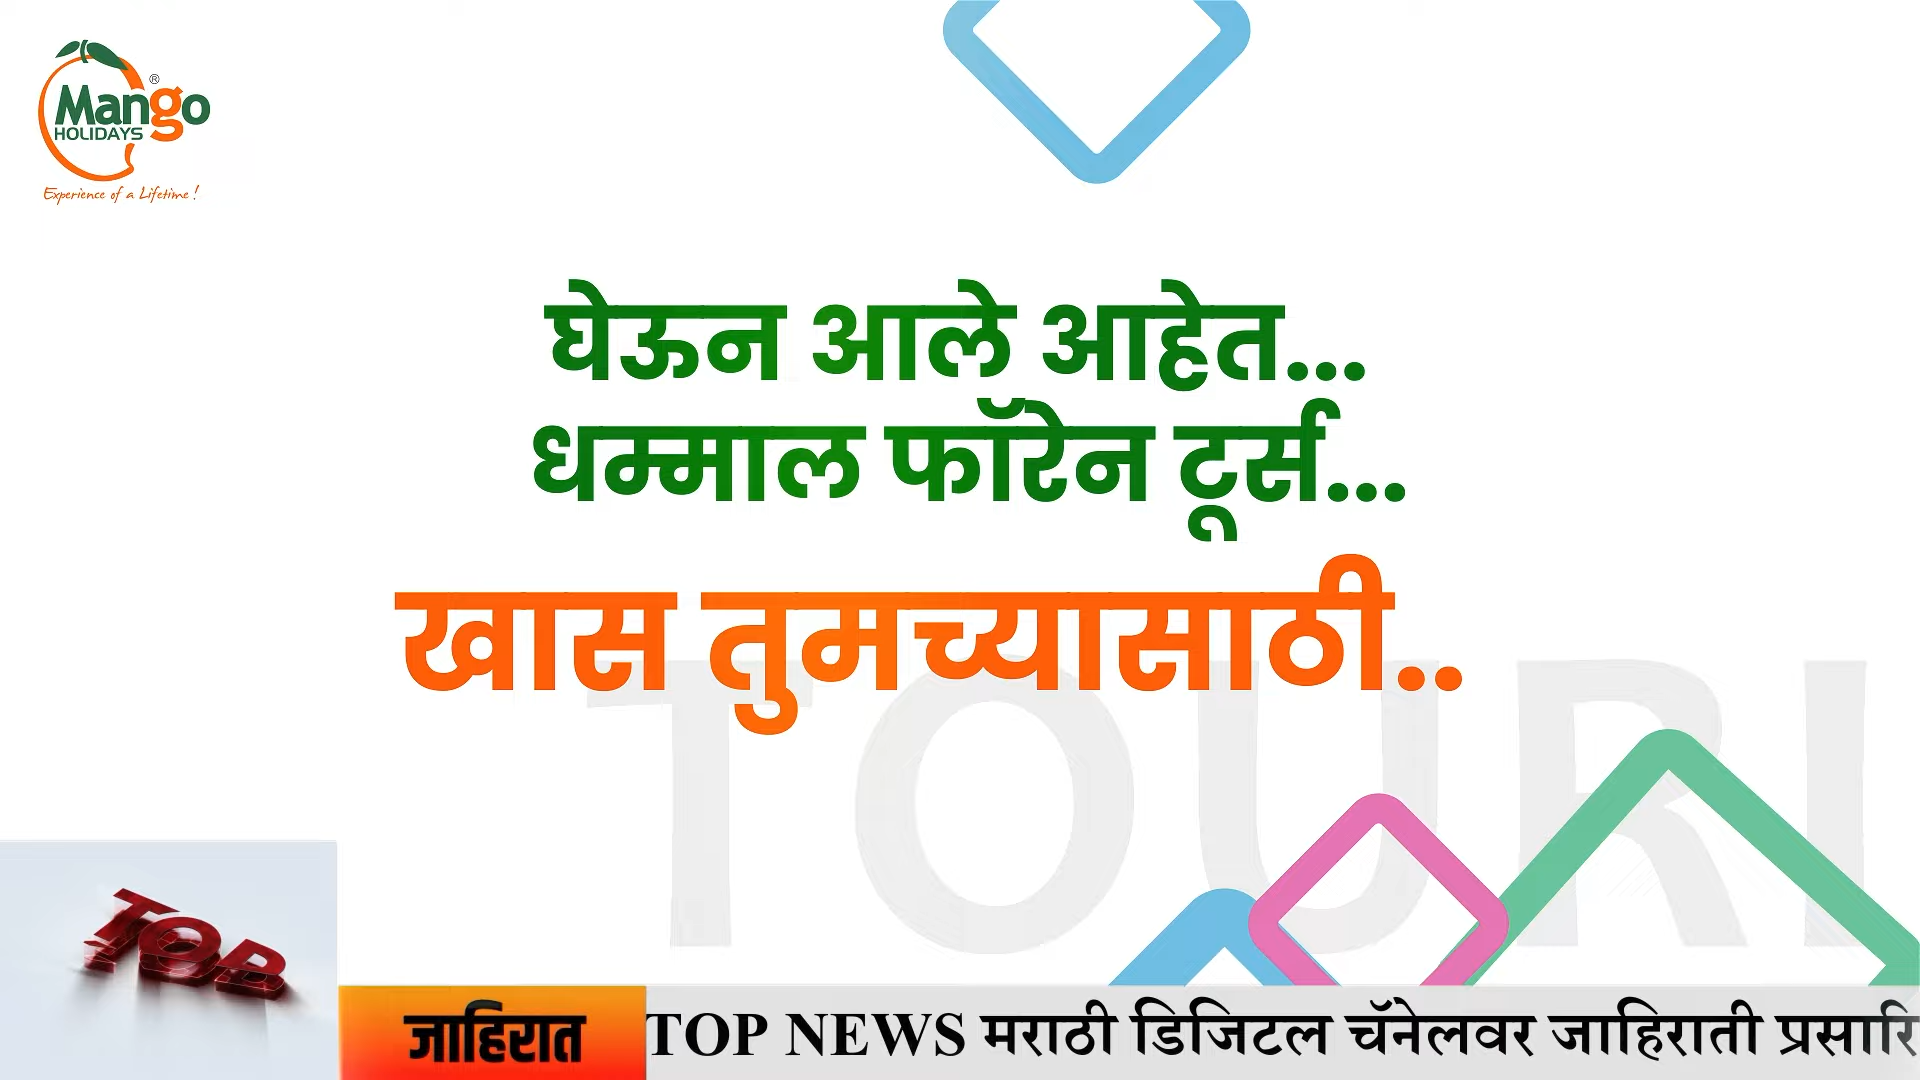 Mango®
HOLIDAYS
Experience of a Lifetime!
घेऊन आले आहेत...
धम्माल फॉरेन टूर्स...
खास तुमच्यासाठी..
TOURI
TOP
जाहिरात
TOP NEWS मराठी डिजिटल चॅनेलवर जाहिराती प्रसारि